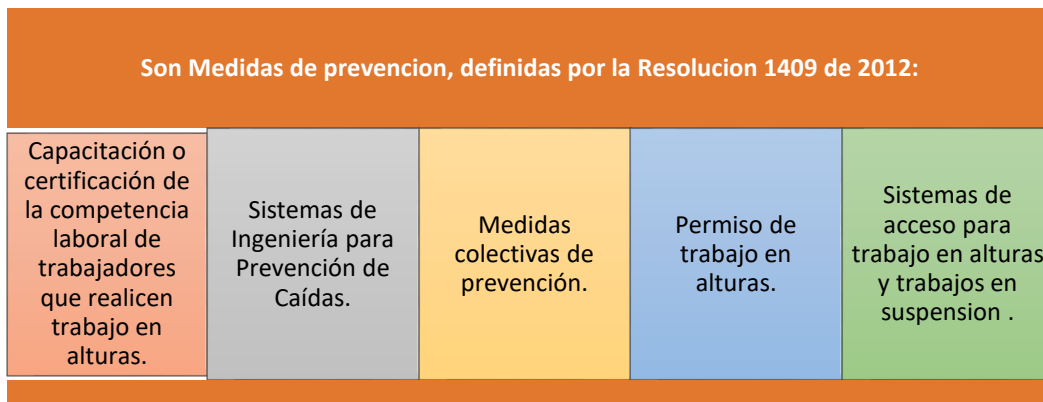 Son Medidas de prevencion, definidas por la Resolucion 1409 de 2012:
Capacitación o
certificación de
la competencia
laboral de
trabajadores
que realicen
trabajo en
alturas.
Sistemas de
Ingeniería para
Prevención de
Caídas.
Medidas
colectivas de
prevención.
Permiso de
trabajo en
alturas.
Sistemas de
acceso para
trabajo en alturas
y trabajos en
suspension .